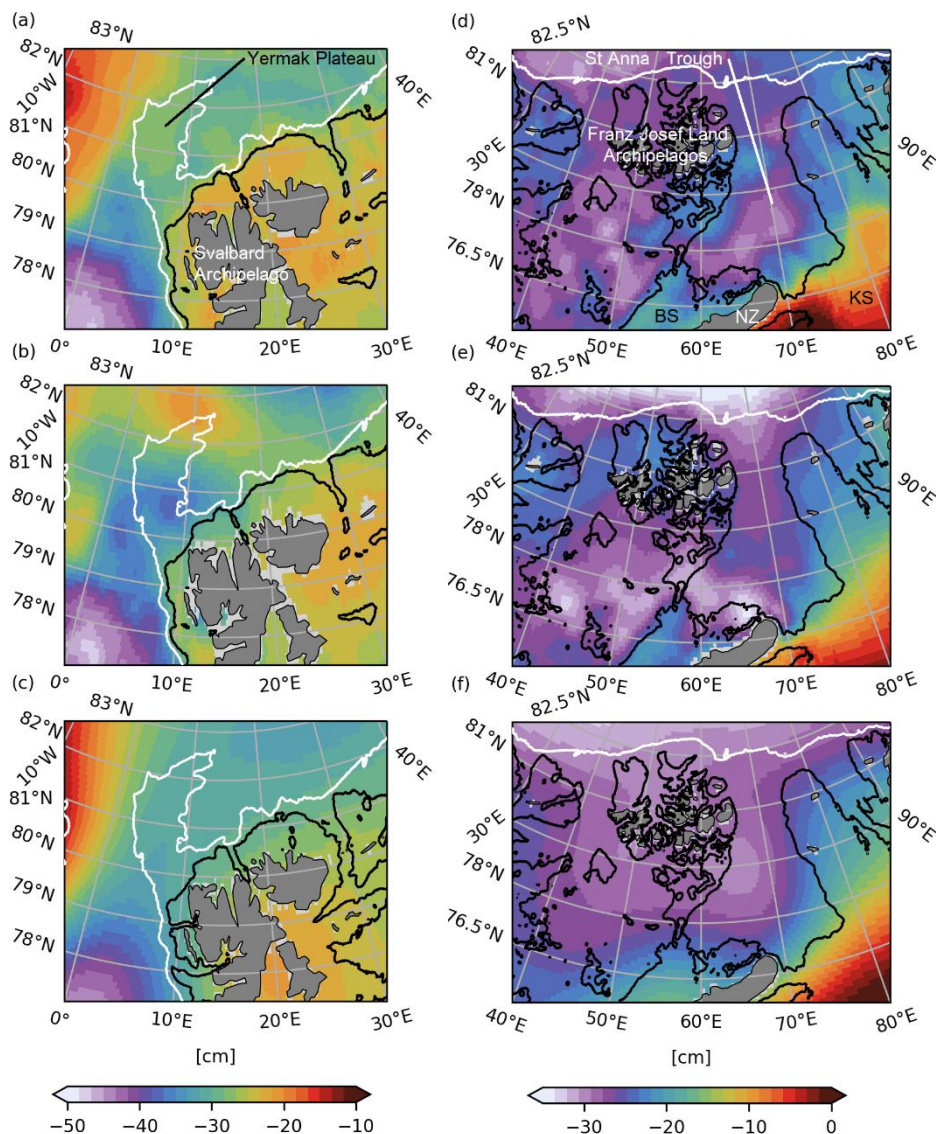 (a)
83°N
82°N
10°W
81°N
80°N
79°N
78°N
Yermak Plateau
40°E
Svalbard
Archipelago
0°
10°E
20°E
30°E
(b)
83°N
82°N
10°W
81°N
80°N
79°N
78°N
40°E
0°
10°E
20°E
30°E
(c)
83°N
82°N
10°W
81°N
80°N
79°N
78°N
40°E
0°
10°E
20°E
30°E
[cm]
−50 −40 −30 −20 −10
(d)
82.5°N
81°N
30°E
78°N
76.5°N
St Anna Trough
Franz Josef Land
Archipelagos
90°E
BS
NZ
KS
40°E
50°E
60°E
70°E
80°E
(e)
82.5°N
81°N
30°E
78°N
76.5°N
90°E
40°E
50°E
60°E
70°E
80°E
(f)
82.5°N
81°N
30°E
78°N
76.5°N
90°E
40°E
50°E
60°E
70°E
80°E
[cm]
−30 −20 −10 0